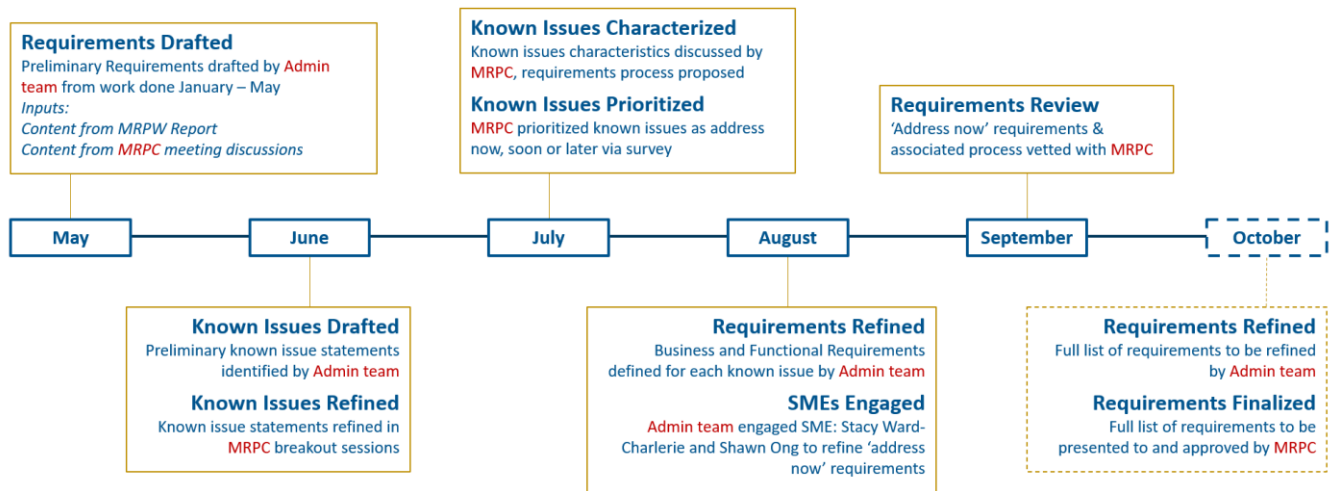 Requirements Drafted
Preliminary Requirements drafted by Admin
team from work done January – May
Inputs:
Content from MRPW Report
Content from MRPC meeting discussions
Known Issues Characterized
Known issues characteristics discussed by
MRPC, requirements process proposed
Known Issues Prioritized
MRPC prioritized known issues as address
now, soon or later via survey
Requirements Review
‘Address now’ requirements &
associated process vetted with MRPC
May
June
July
August
September
October
Known Issues Drafted
Preliminary known issue statements
identified by Admin team
Known Issues Refined
Known issue statements refined in
MRPC breakout sessions
Requirements Refined
Business and Functional Requirements
defined for each known issue by Admin team
SMEs Engaged
Admin team engaged SME: Stacy Ward-
Charlerie and Shawn Ong to refine ‘address
now’ requirements
Requirements Refined
Full list of requirements to be refined
by Admin team
Requirements Finalized
Full list of requirements to be
presented to and approved by MRPC